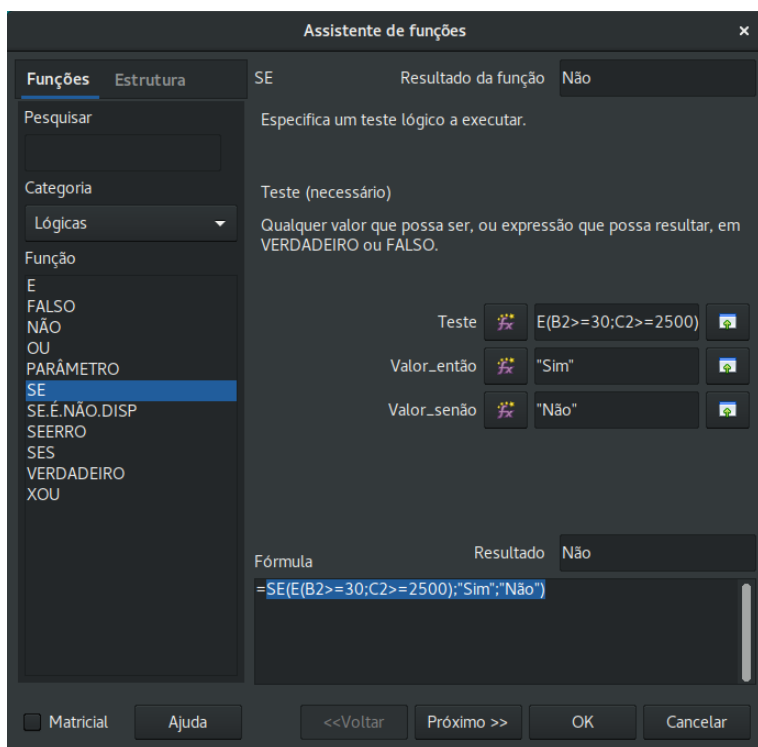 Assistente de funções ×
Funções Estrutura
SE Resultado da função Não
Pesquisar
Especifica um teste lógico a executar.
Categoria
Teste (necessário)
Lógicas
Qualquer valor que possa ser, ou expressão que possa resultar, em
VERDADEIRO ou FALSO.
Função
E
FALSO
NÃO
OU
PARÂMETRO
SE
SE.É.NÃO.DISP
SEERRO
SES
VERDADEIRO
XOU
Teste fx E(B2>=30;C2>=2500)
Valor_então fx "Sim"
Valor_senão fx "Não"
Resultado Não
Fórmula
=SE(E(B2>=30;C2>=2500);"Sim";"Não")
Matricial Ajuda <<Voltar Próximo >> OK Cancelar